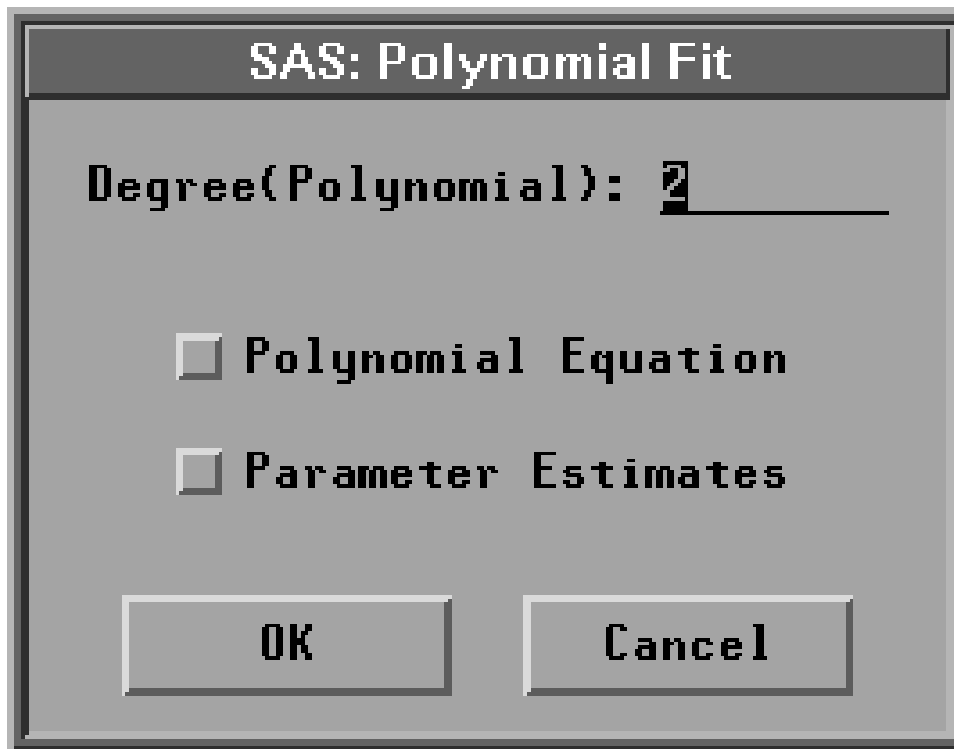 SAS: Polynomial Fit
Degree(Polynomial): 2
Polynomial Equation
Parameter Estimates
OK Cancel